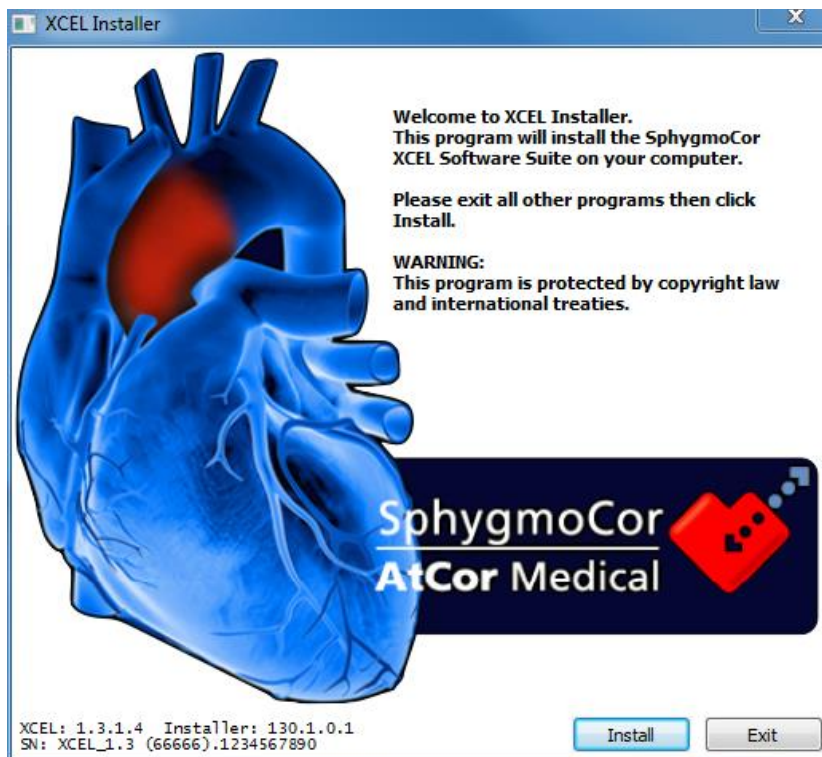 XCEL Installer
Welcome to XCEL Installer.
This program will install the SphygmoCor
XCEL Software Suite on your computer.
Please exit all other programs then click
Install.
WARNING:
This program is protected by copyright law
and international treaties.
SphygmoCor
AtCor Medical
XCEL: 1.3.1.4 Installer: 130.1.0.1
SN: XCEL_1.3 (66666).1234567890
Install
Exit